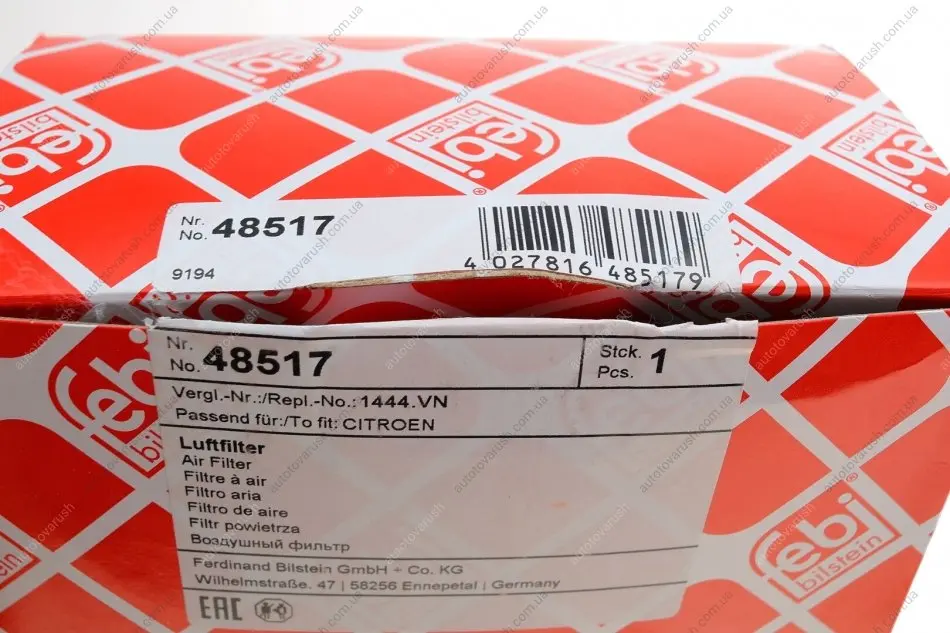 febi
bilstein
Nr.
No. 48517
9194
4 027816 485179
Nr.
No. 48517
Stck.
Pcs. 1
Vergl.-Nr.:/Repl.-No.: 1444.VN
Passend für:/To fit: CITROEN
Luftfilter
Air Filter
Filtre à air
Filtro aria
Filtro de aire
Filtr powietrza
Воздушный фильтр
Ferdinand Bilstein GmbH + Co. KG
Wilhelmstraße. 47 | 58256 Ennepetal | Germany
EAC
febi
bilstein
autotovarush.com.ua